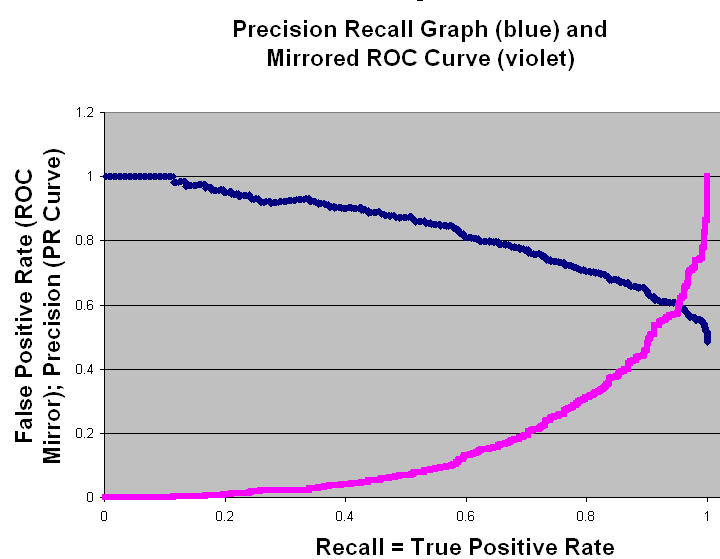 Precision Recall Graph (blue) and
Mirrored ROC Curve (violet)
False Positive Rate (ROC
Mirror); Precision (PR Curve)
1.2
1
0.8
0.6
0.4
0.2
0
0
0.2
0.4
0.6
0.8
1
Recall = True Positive Rate